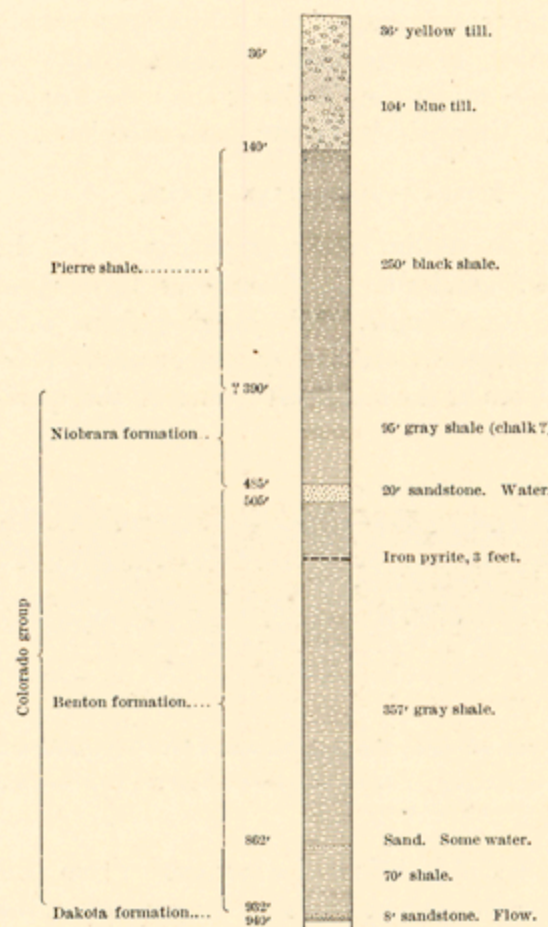 36' yellow till.
36'
104' blue till.
140'
Pierre shale...........
250' black shale.
? 390'
Niobrara formation..
95' gray shale (chalk?)
485'
20' sandstone. Water
505'
Iron pyrite, 3 feet.
Colorado group
Benton formation....
357' gray shale.
862'
Sand. Some water.
70' shale.
932'
Dakota formation....
940'
8' sandstone. Flow.